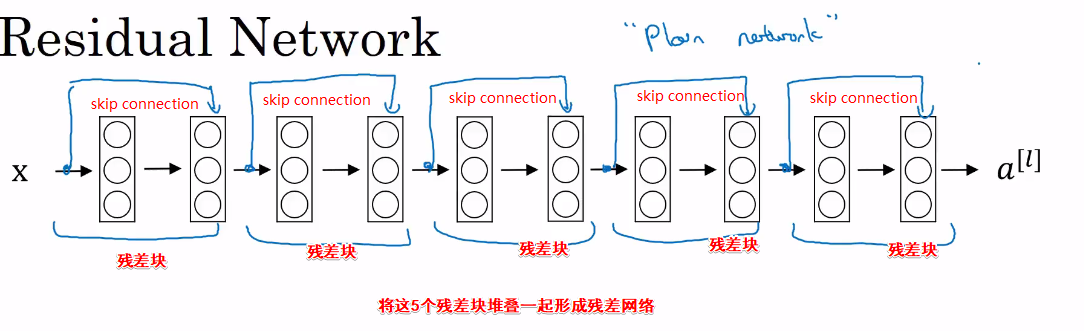 Residual Network
"Plain network"
skip connection
skip connection
skip connection
skip connection
skip connection
x
a[l]
残差块
残差块
残差块
残差块
残差块
将这5个残差块堆叠一起形成残差网络